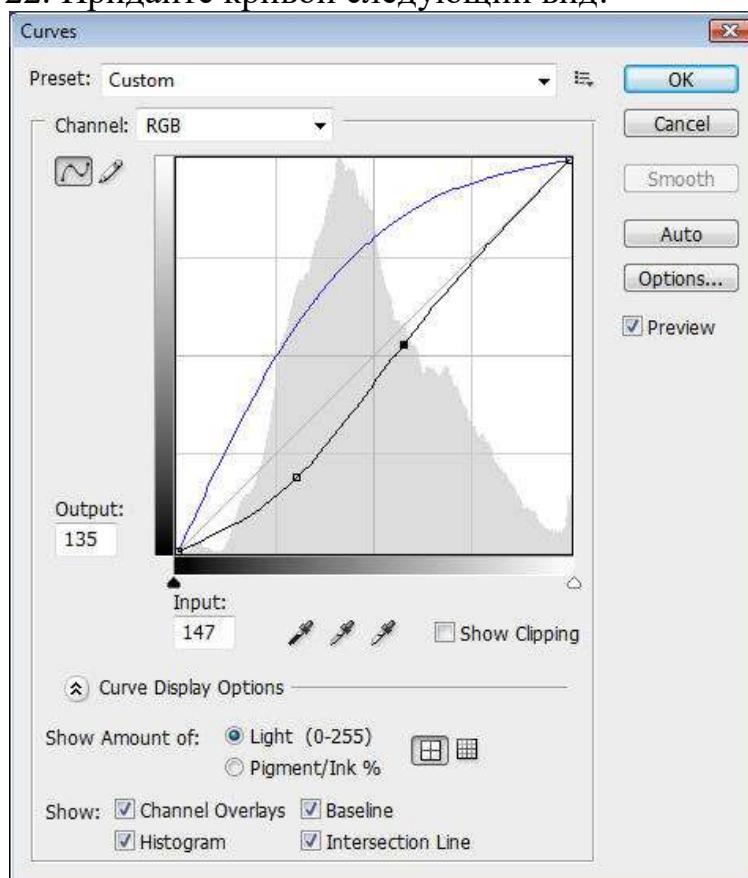 22. Придайте кривой следующий вид:
Curves
Preset: Custom
OK
Channel: RGB
Cancel
Smooth
Auto
Options...
Preview
Output:
135
Input:
147
Show Clipping
Curve Display Options
Show Amount of: Light (0-255)
Pigment/Ink %
Show: Channel Overlays Baseline
Histogram Intersection Line